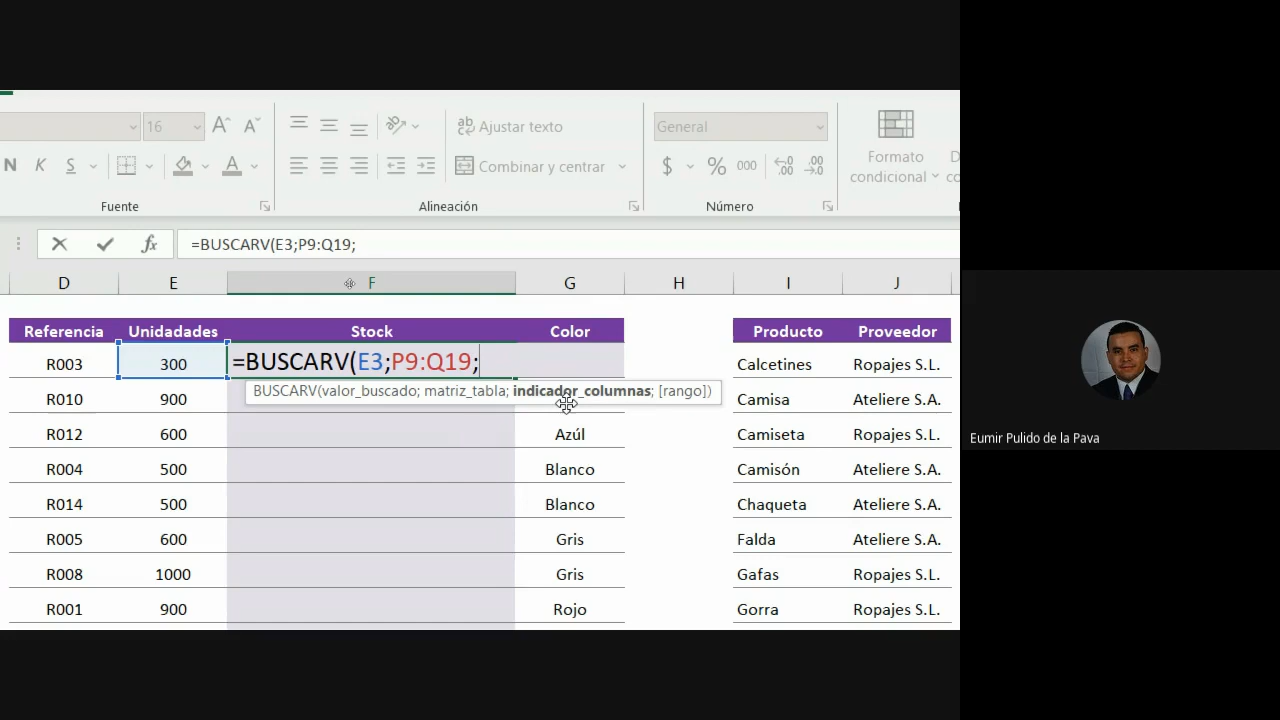 16 A A Ajustar texto General
N K S A Combinar y centrar $ % 000 Formato
condicional
Fuente Alineación Número
fx =BUSCARV(E3;P9:Q19;
D E F G H I J
Referencia Unidadades Stock Color Producto Proveedor
R003 300 =BUSCARV(E3;P9:Q19; Calcetines Ropajes S.L.
BUSCARV(valor_buscado; matriz_tabla; indicador_columnas; [rango])
R010 900 Camisa Ateliere S.A.
R012 600 Azúl Camiseta Ropajes S.L.
R004 500 Blanco Camisón Ateliere S.A.
R014 500 Blanco Chaqueta Ateliere S.A.
R005 600 Gris Falda Ateliere S.A.
R008 1000 Gris Gafas Ropajes S.L.
R001 900 Rojo Gorra Ropajes S.L.
Eumir Pulido de la Pava